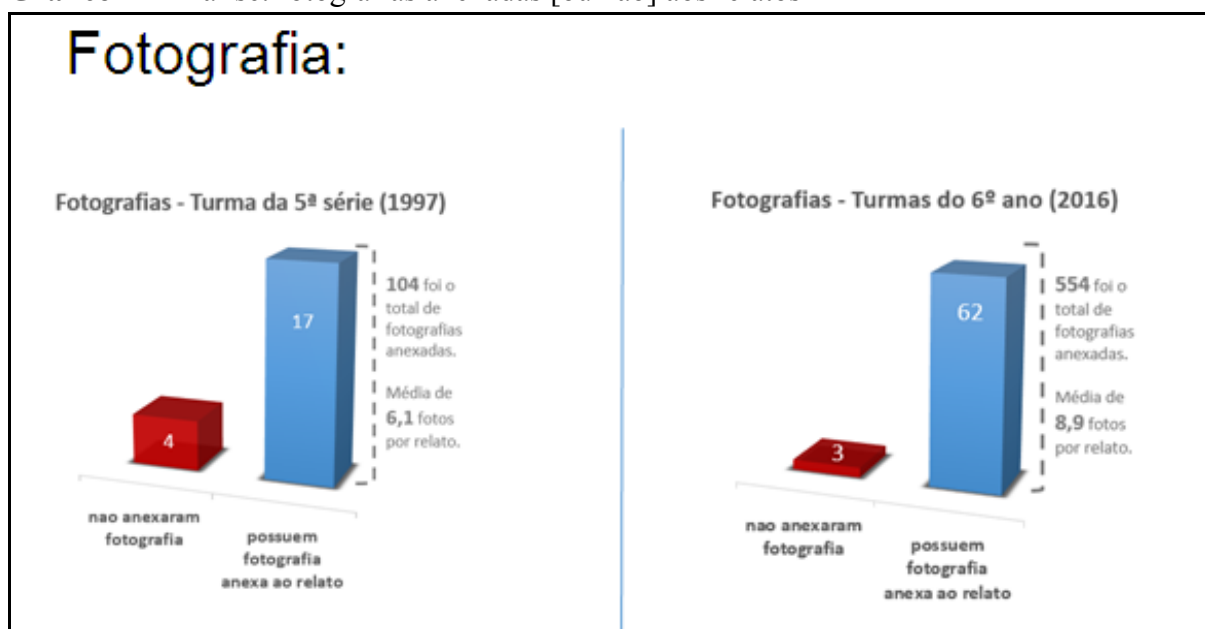 Fotografia:
Fotografias - Turma da 5ª série (1997)
17
4
104 foi o
total de
fotografias
anexadas.
Média de
6,1 fotos
por relato.
nao anexaram
fotografia
possuem
fotografia
anexa ao relato
Fotografias - Turmas do 6º ano (2016)
62
3
554 foi o
total de
fotografias
anexadas.
Média de
8,9 fotos
por relato.
nao anexaram
fotografia
possuem
fotografia
anexa ao relato